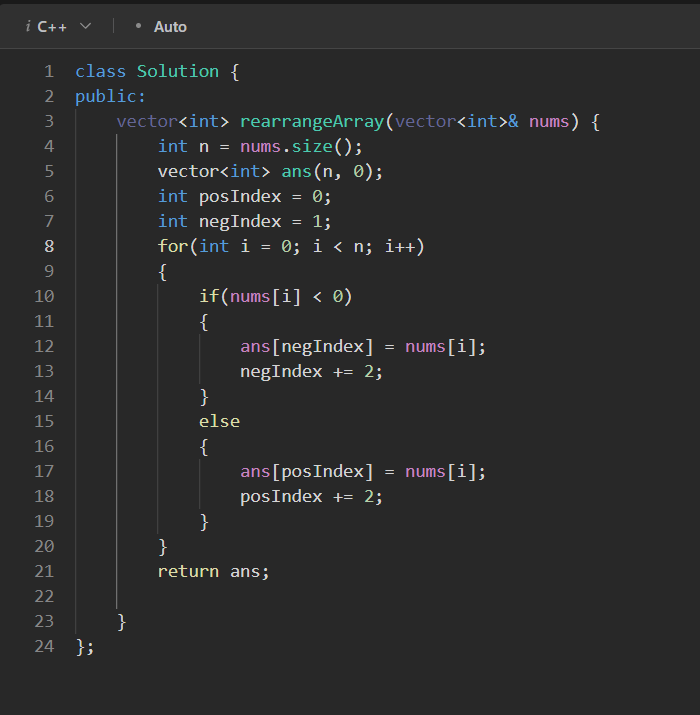 i C++ • Auto
1 class Solution {
2 public:
3     vector<int> rearrangeArray(vector<int>& nums) {
4         int n = nums.size();
5         vector<int> ans(n, 0);
6         int posIndex = 0;
7         int negIndex = 1;
8         for(int i = 0; i < n; i++)
9         {
10             if(nums[i] < 0)
11             {
12                 ans[negIndex] = nums[i];
13                 negIndex += 2;
14             }
15             else
16             {
17                 ans[posIndex] = nums[i];
18                 posIndex += 2;
19             }
20         }
21         return ans;
22
23     }
24 };